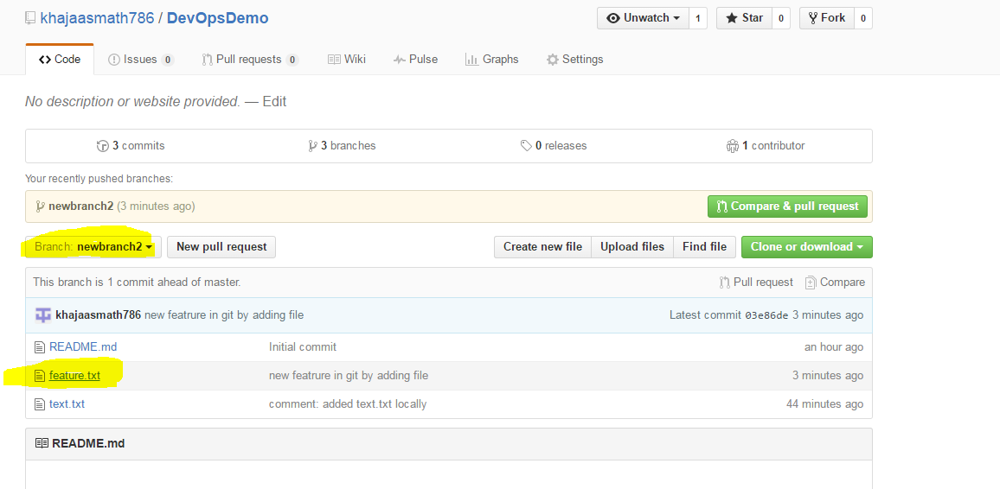 khajaasmath786 / DevOpsDemo Unwatch 1 Star 0 Fork 0
Code Issues 0 Pull requests 0 Wiki Pulse Graphs Settings
No description or website provided. — Edit
3 commits 3 branches 0 releases 1 contributor
Your recently pushed branches:
newbranch2 (3 minutes ago) Compare & pull request
Branch: newbranch2 New pull request Create new file Upload files Find file Clone or download
This branch is 1 commit ahead of master. Pull request Compare
khajaasmath786 new featrure in git by adding file Latest commit 03e86de 3 minutes ago
README.md Initial commit an hour ago
feature.txt new featrure in git by adding file 3 minutes ago
text.txt comment: added text.txt locally 44 minutes ago
README.md